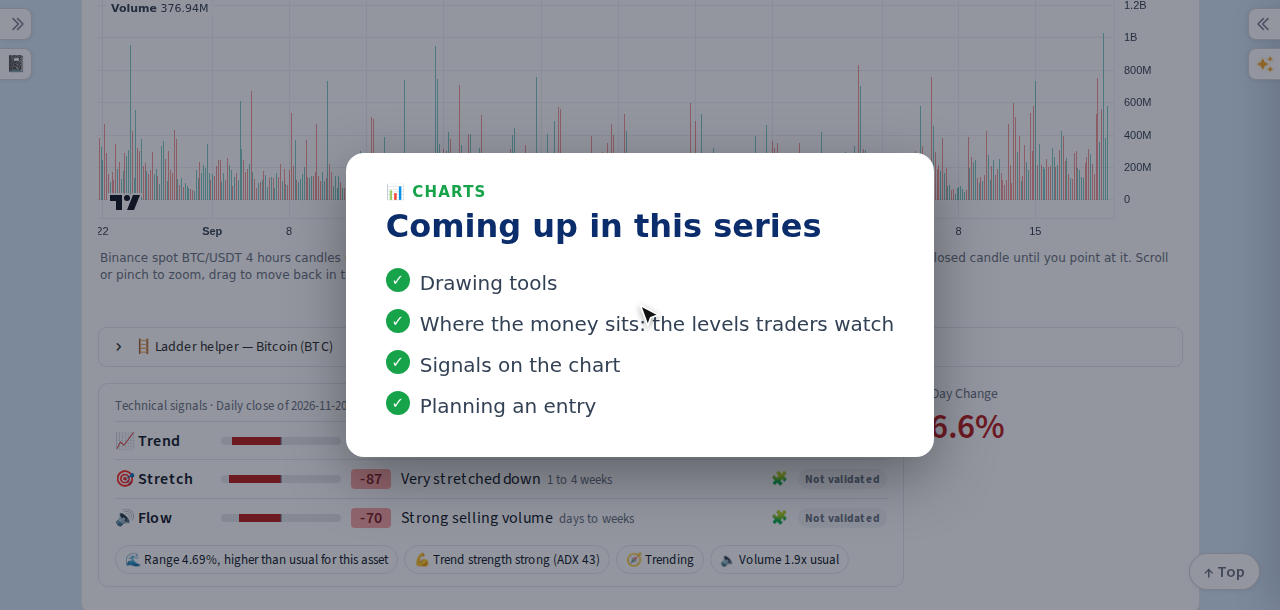 Volume 376.94M
1.2B
1B
800M
600M
400M
200M
0
22
Sep
8
8
15
Binance spot BTC/USDT 4 hours candles
losed candle until you point at it. Scroll
or pinch to zoom, drag to move back in t
📊 CHARTS
Coming up in this series
✓ Drawing tools
✓ Where the money sits: the levels traders watch
✓ Signals on the chart
✓ Planning an entry
Ladder helper — Bitcoin (BTC)
Technical signals · Daily close of 2026-11-20
Day Change
6.6%
Trend
Stretch -87 Very stretched down 1 to 4 weeks Not validated
Flow -70 Strong selling volume days to weeks Not validated
Range 4.69%, higher than usual for this asset
Trend strength strong (ADX 43)
Trending
Volume 1.9x usual
↑ Top